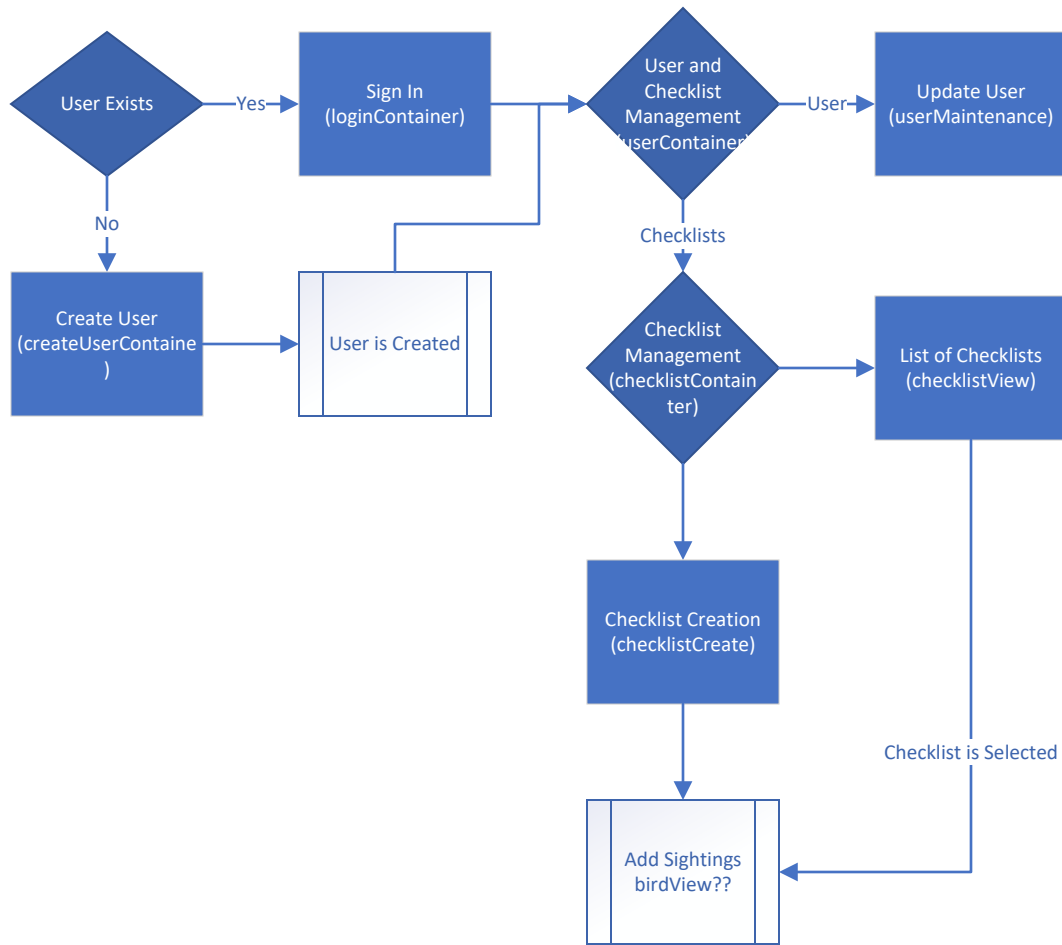 User Exists
Yes
Sign In
(loginContainer)
User and
Checklist
Management
(userContainer)
User
Update User
(userMaintenance)
No
Checklists
Create User
(createUserContaine
r)
User is Created
Checklist
Management
(checklistContain
ter)
List of Checklists
(checklistView)
Checklist Creation
(checklistCreate)
Checklist is Selected
Add Sightings
birdView??